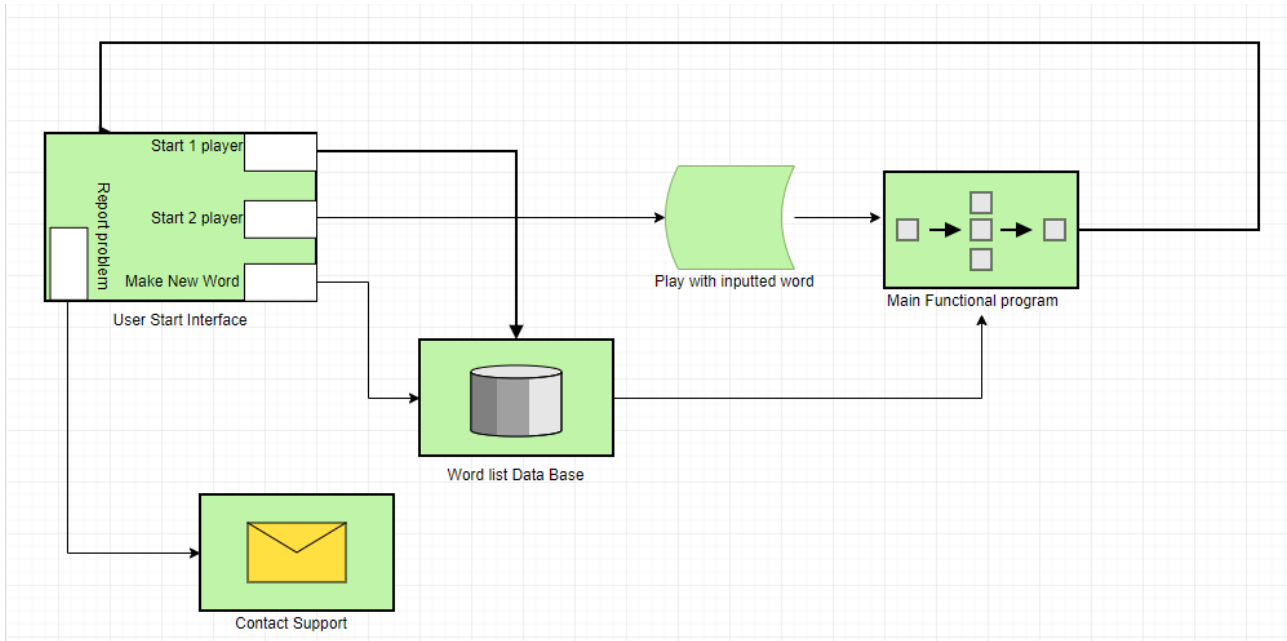 Start 1 player
Report problem
Start 2 player
Make New Word
User Start Interface
Play with inputted word
Main Functional program
Word list Data Base
Contact Support